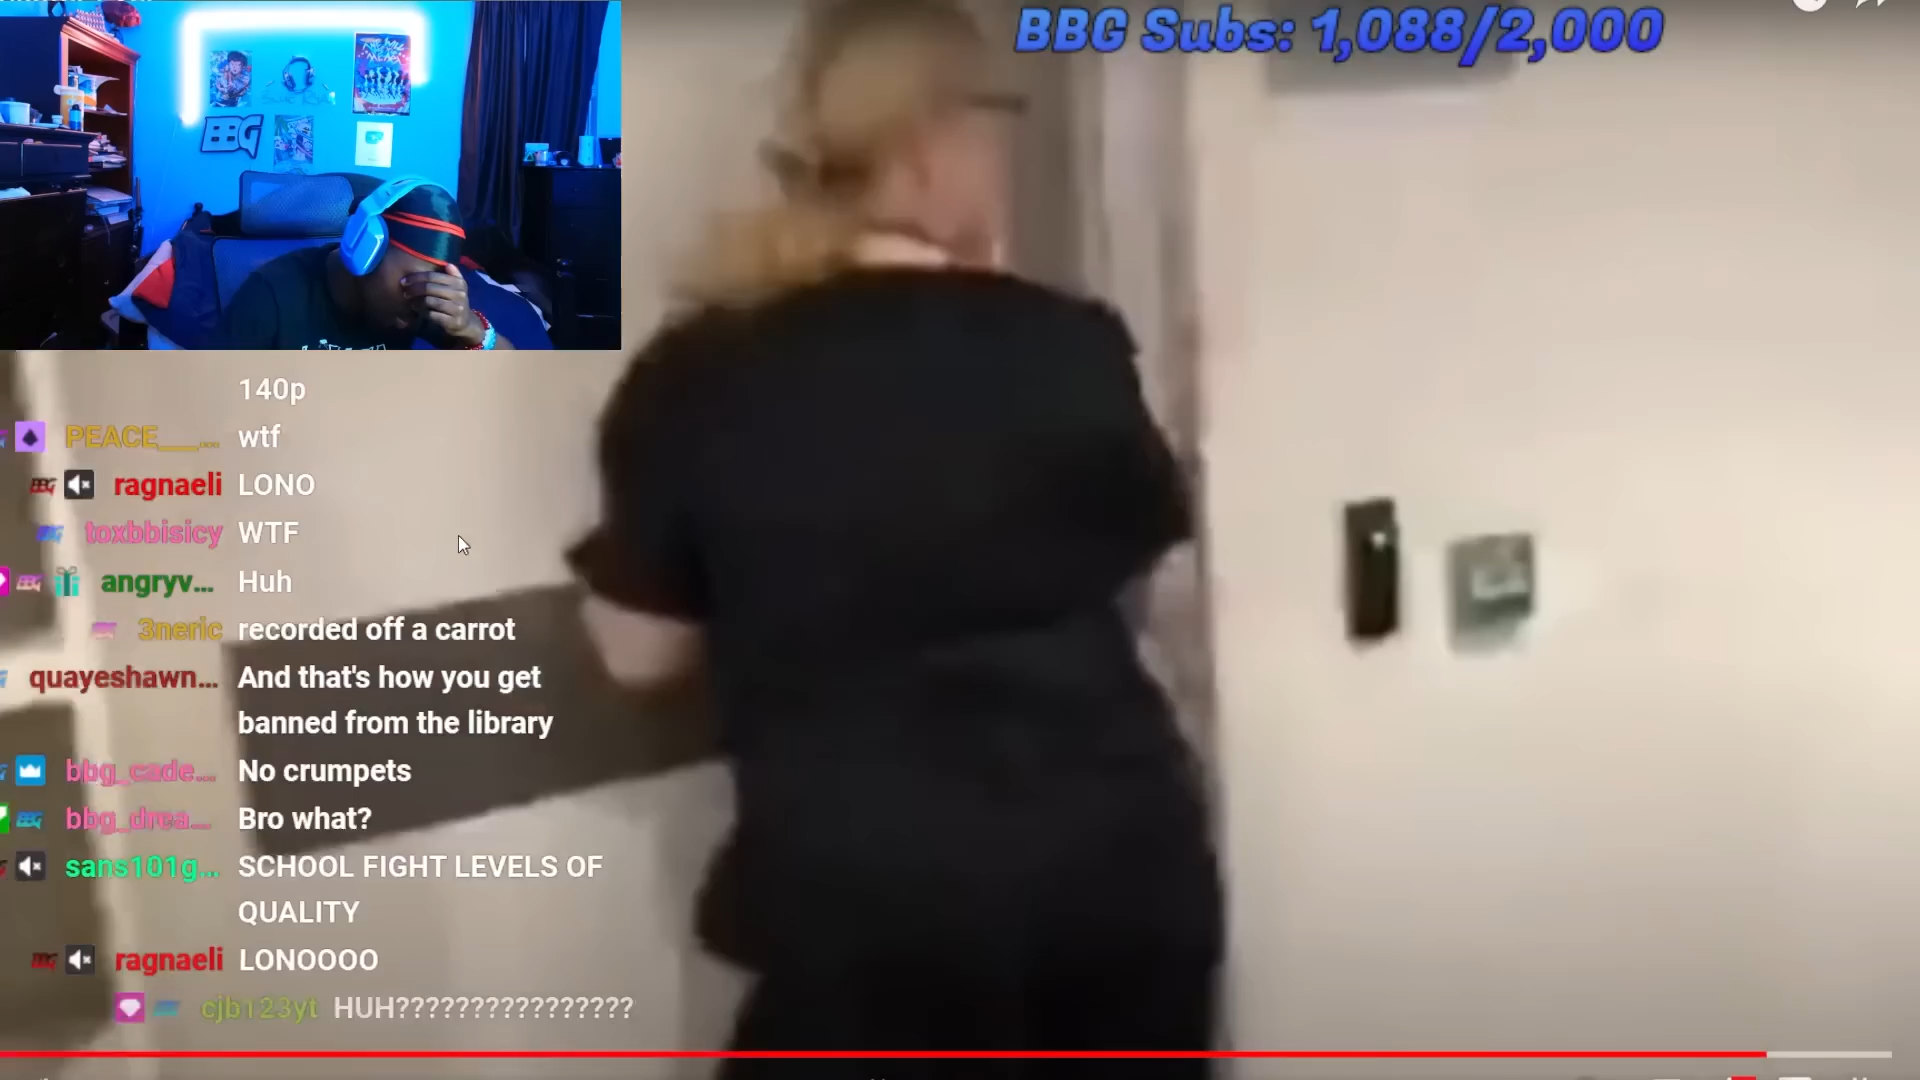 BBG Subs: 1,088/2,000
BBG
140p
PEACE___... wtf
ragnaeli LONO
toxbbisicy WTF
angryv... Huh
3neric recorded off a carrot
quayeshawn... And that's how you get
banned from the library
bbg_cade... No crumpets
bbg_drea... Bro what?
sans101g... SCHOOL FIGHT LEVELS OF
QUALITY
ragnaeli LONOOOO
cjb123yt HUH????????????????